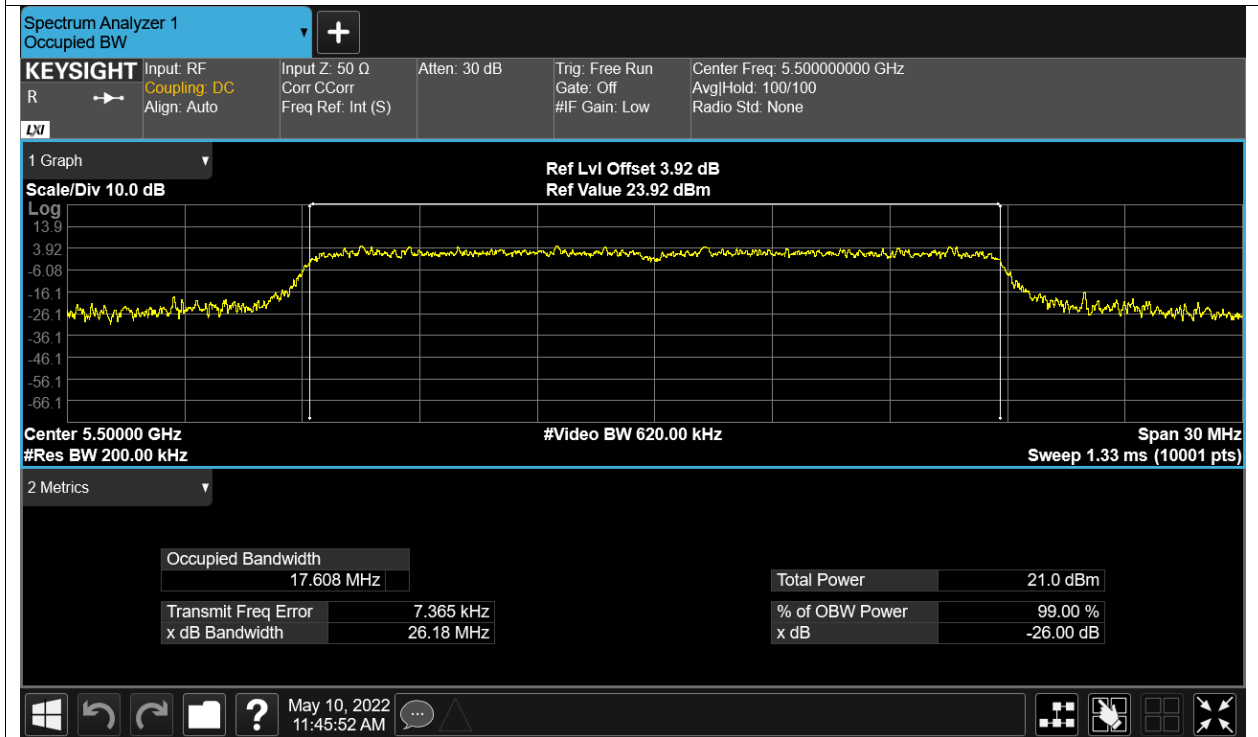 Spectrum Analyzer 1
Occupied BW
+
KEYSIGHT Input: RF Input Z: 50 Ω Atten: 30 dB Trig: Free Run Center Freq: 5.500000000 GHz
R Coupling: DC Corr CCorr Gate: Off Avg|Hold: 100/100
Align: Auto Freq Ref: Int (S) #IF Gain: Low Radio Std: None
LXI
1 Graph
Ref Lvl Offset 3.92 dB
Scale/Div 10.0 dB Ref Value 23.92 dBm
Log
13.9
3.92
-6.08
-16.1
-26.1
-36.1
-46.1
-56.1
-66.1
Center 5.50000 GHz #Video BW 620.00 kHz Span 30 MHz
#Res BW 200.00 kHz Sweep 1.33 ms (10001 pts)
2 Metrics
Occupied Bandwidth
17.608 MHz Total Power 21.0 dBm
Transmit Freq Error 7.365 kHz % of OBW Power 99.00 %
x dB Bandwidth 26.18 MHz x dB -26.00 dB
? May 10, 2022
11:45:52 AM